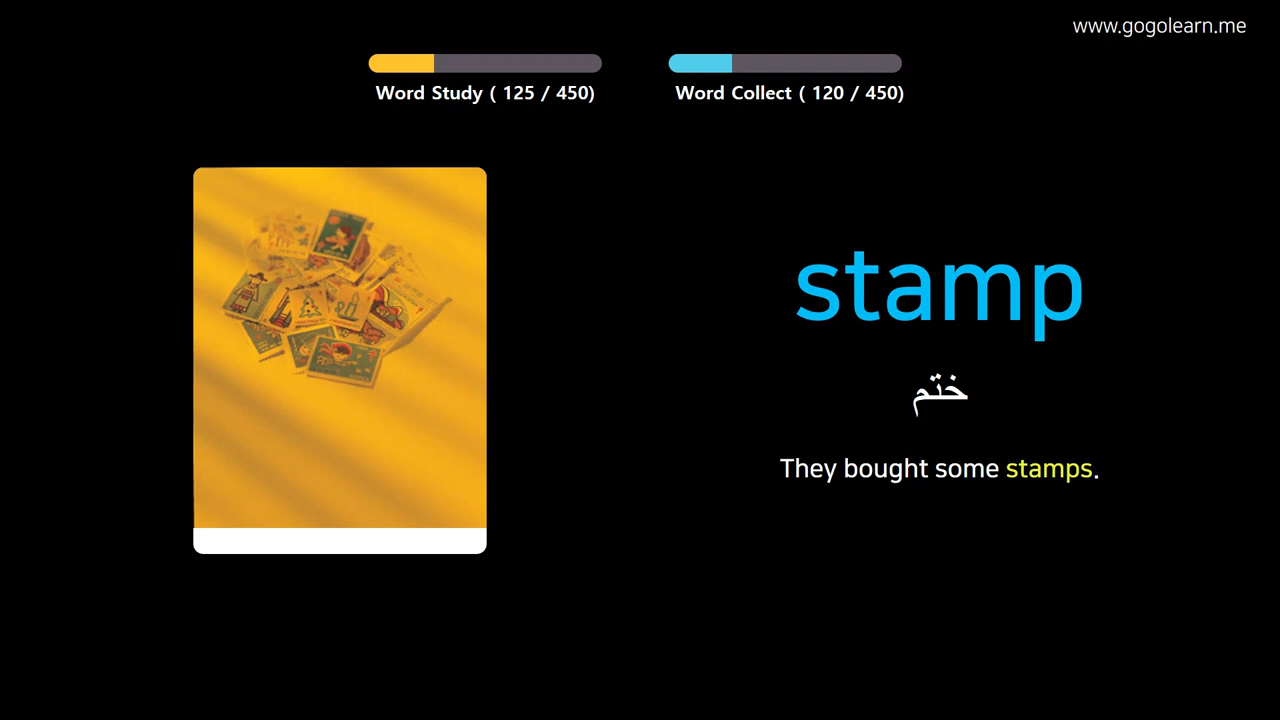 www.gogolearn.me
Word Study ( 125 / 450)
Word Collect ( 120 / 450)
stamp
ختم
They bought some stamps.